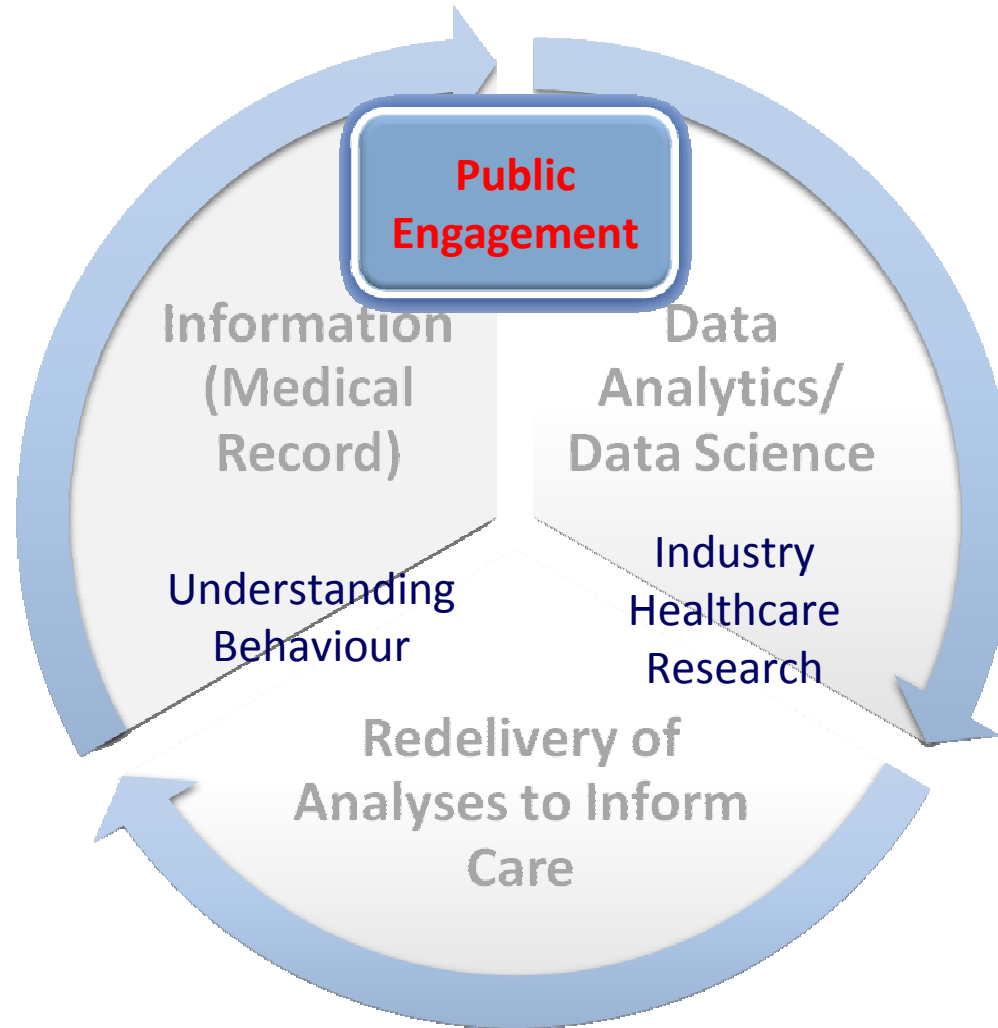 Public
Engagement
Information
(Medical
Record)
Data
Analytics/
Data Science
Understanding
Behaviour
Industry
Healthcare
Research
Redelivery of
Analyses to Inform
Care